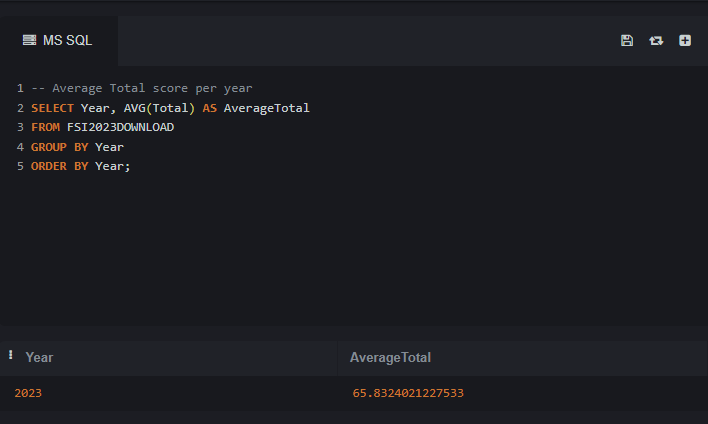 MS SQL
1 -- Average Total score per year
2 SELECT Year, AVG(Total) AS AverageTotal
3 FROM FSI2023DOWNLOAD
4 GROUP BY Year
5 ORDER BY Year;
Year AverageTotal
2023 65.8324021227533